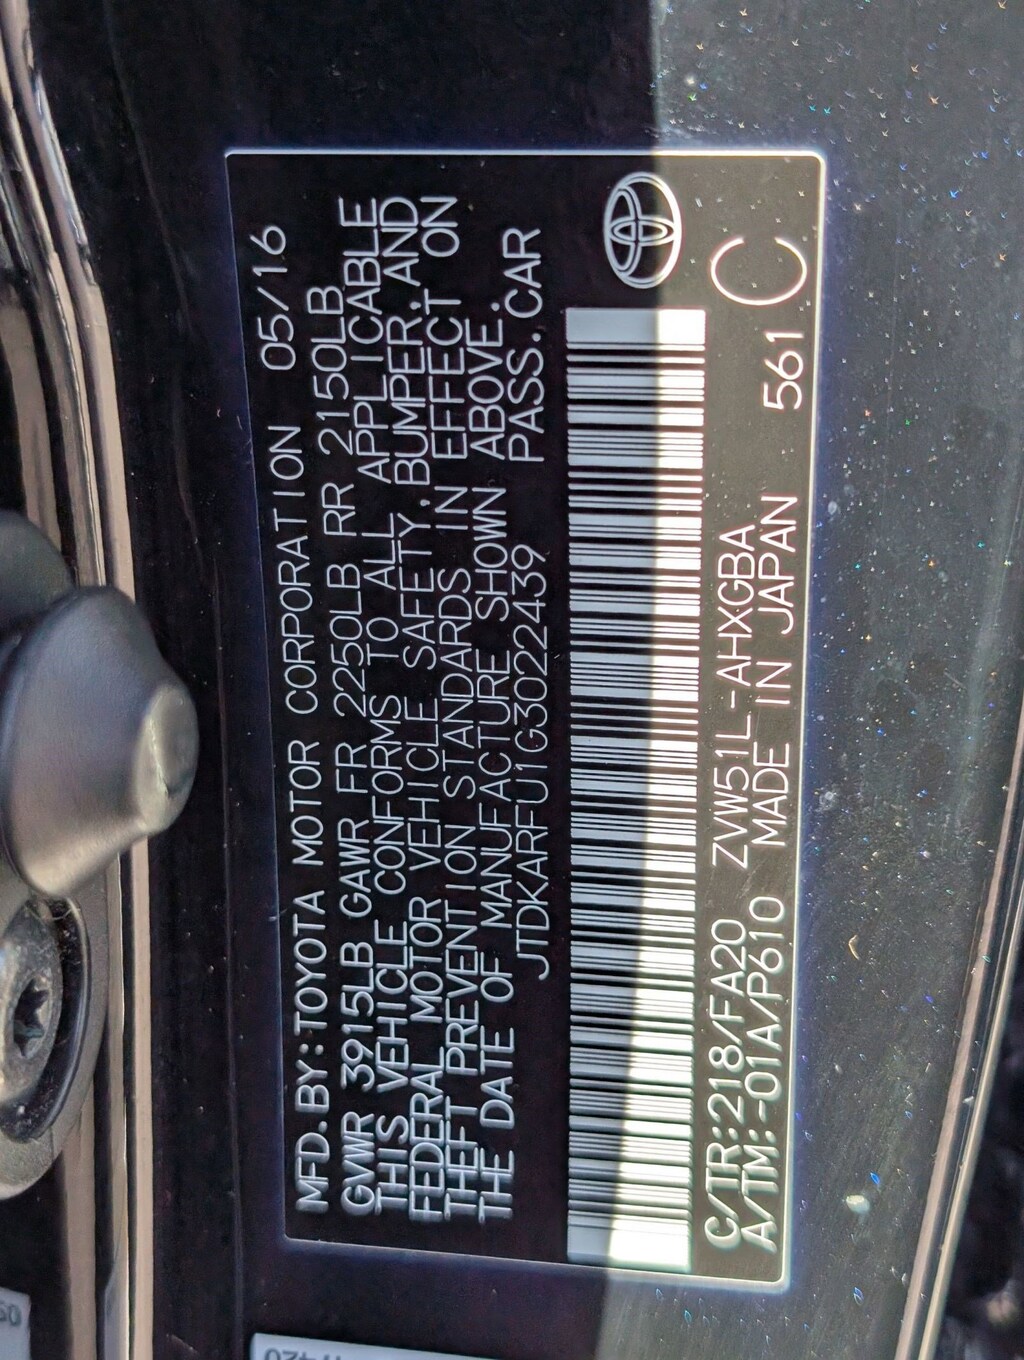 MFD.BY:TOYOTA MOTOR CORPORATION 05/16
GVWR 3915LB GAWR FR 2250LB RR 2150LB
THIS VEHICLE CONFORMS TO ALL APPLICABLE
FEDERAL MOTOR VEHICLE SAFETY,BUMPER,AND
THEFT PREVENTION STANDARDS IN EFFECT ON
THE DATE OF MANUFACTURE SHOWN ABOVE.
JTDKARFU1G3022439 PASS.CAR
C/TR:218/FA20 ZVW51L-AHXGBA C
A/TM:-01A/P610 MADE IN JAPAN 561